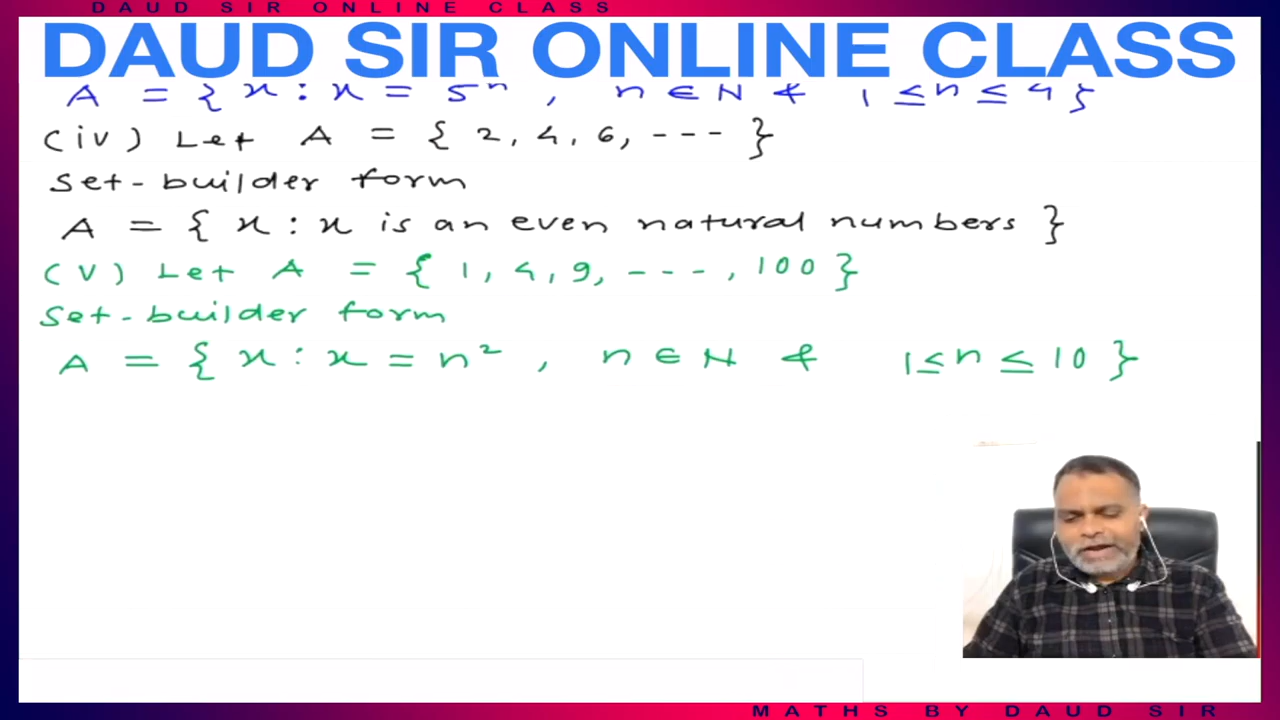 DAUD SIR ONLINE CLASS
DAUD SIR ONLINE CLASS
A = { x : x = 5ⁿ , n ∈ N & 1 ≤ n ≤ 4 }
(iv) Let A = { 2, 4, 6, --- }
Set-builder form
A = { x : x is an even natural numbers }
(v) Let A = { 1, 4, 9, ---, 100 }
Set-builder form
A = { x : x = n² , n ∈ N & 1 ≤ n ≤ 10 }
MATHS BY DAUD SIR